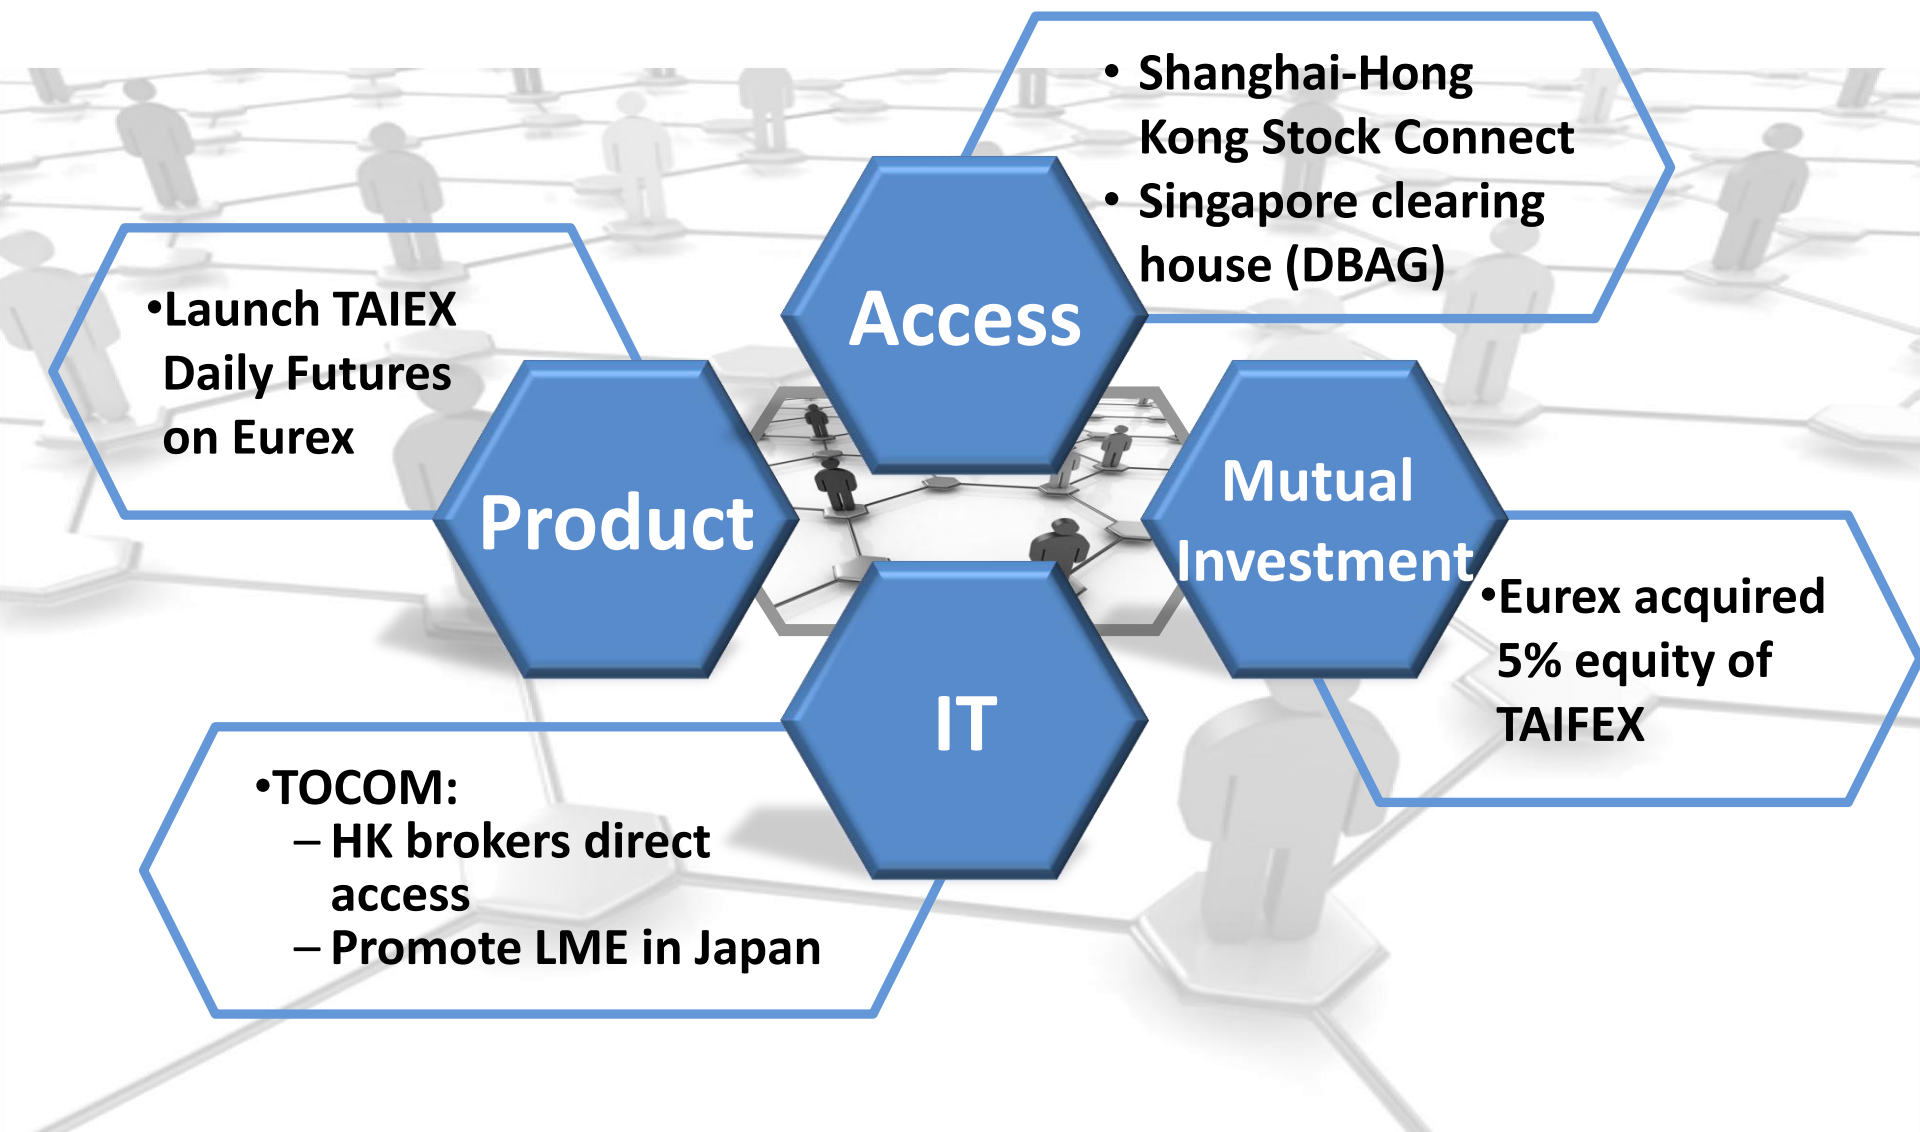 • Shanghai-Hong
Kong Stock Connect
• Singapore clearing
house (DBAG)
Access
•Launch TAIEX
Daily Futures
on Eurex
Product
Mutual
Investment
•Eurex acquired
5% equity of
TAIFEX
IT
•TOCOM:
– HK brokers direct
access
– Promote LME in Japan